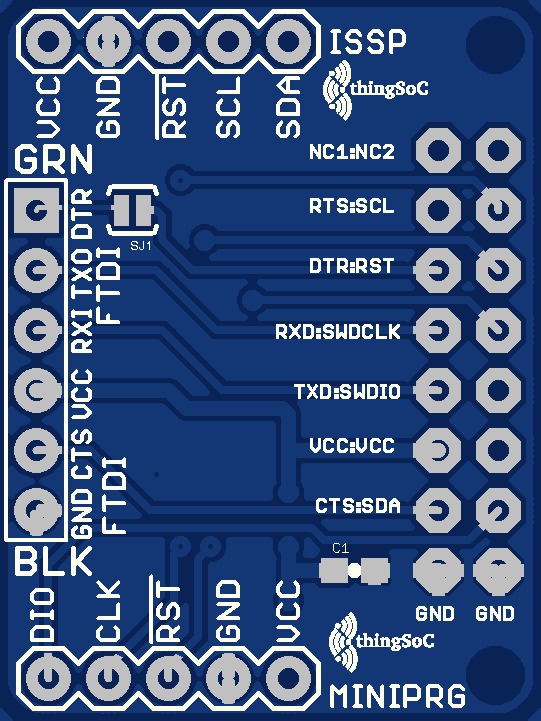 ISSP
VCC
GND
RST
SCL
SDA
thingSoC
GRN
NC1:NC2
DTR
RTS:SCL
SJ1
TXO
FTDI
DTR:RST
RXI
RXD:SWDCLK
VCC
TXD:SWDIO
CTS
VCC:VCC
GND
FTDI
CTS:SDA
BLK
C1
DIO
CLK
RST
GND
VCC
GND
GND
thingSoC
MINIPRG